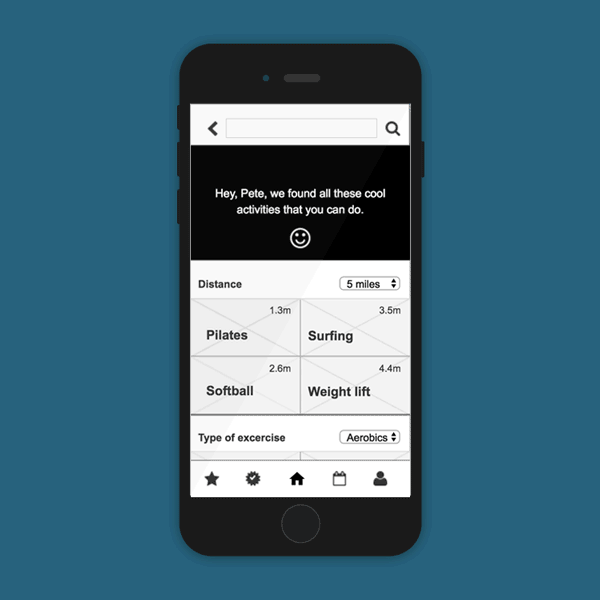 Hey, Pete, we found all these cool
activities that you can do.
Distance
5 miles
1.3m
3.5m
Pilates
Surfing
2.6m
4.4m
Softball
Weight lift
Type of excercise
Aerobics